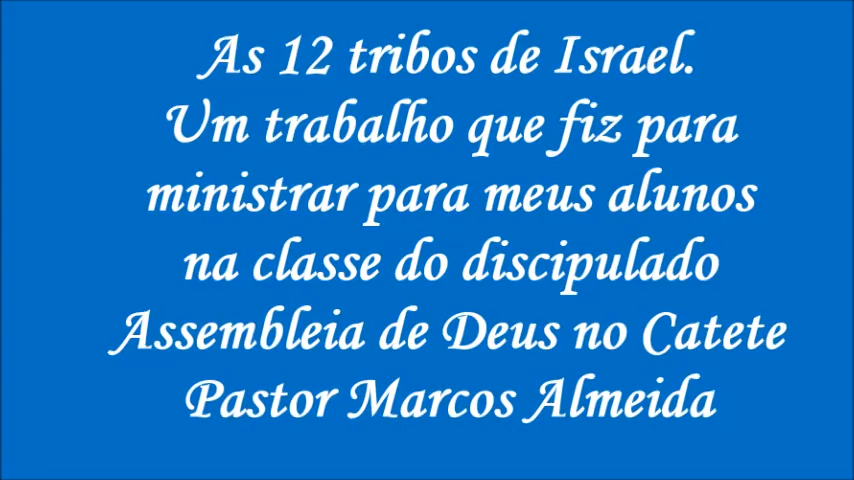 As 12 tribos de Israel.
Um trabalho que fiz para
ministrar para meus alunos
na classe do discipulado
Assembleia de Deus no Catete
Pastor Marcos Almeida